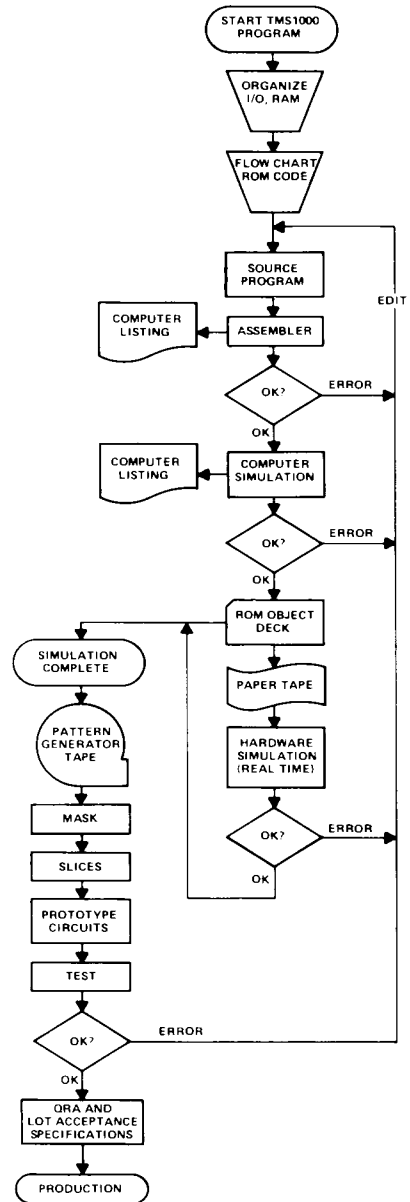 START TMS1000
PROGRAM
ORGANIZE
I/O, RAM
FLOW CHART
ROM CODE
EDIT
SOURCE
PROGRAM
COMPUTER
LISTING
ASSEMBLER
OK?
ERROR
OK
COMPUTER
LISTING
COMPUTER
SIMULATION
OK?
ERROR
OK
ROM OBJECT
DECK
SIMULATION
COMPLETE
PAPER TAPE
PATTERN
GENERATOR
TAPE
HARDWARE
SIMULATION
(REAL TIME)
MASK
OK?
ERROR
OK
SLICES
PROTOTYPE
CIRCUITS
TEST
OK?
ERROR
OK
QRA AND
LOT ACCEPTANCE
SPECIFICATIONS
PRODUCTION